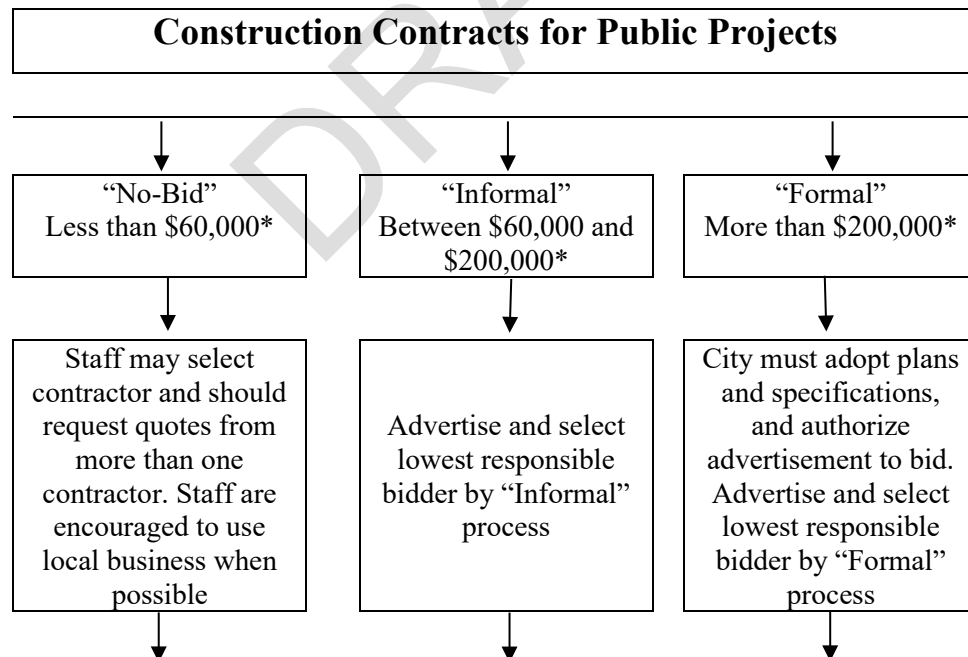 Construction Contracts for Public Projects
“No-Bid”
Less than $60,000*
“Informal”
Between $60,000 and
$200,000*
“Formal”
More than $200,000*
Staff may select
contractor and should
request quotes from
more than one
contractor. Staff are
encouraged to use
local business when
possible
Advertise and select
lowest responsible
bidder by “Informal”
process
City must adopt plans
and specifications,
and authorize
advertisement to bid.
Advertise and select
lowest responsible
bidder by “Formal”
process